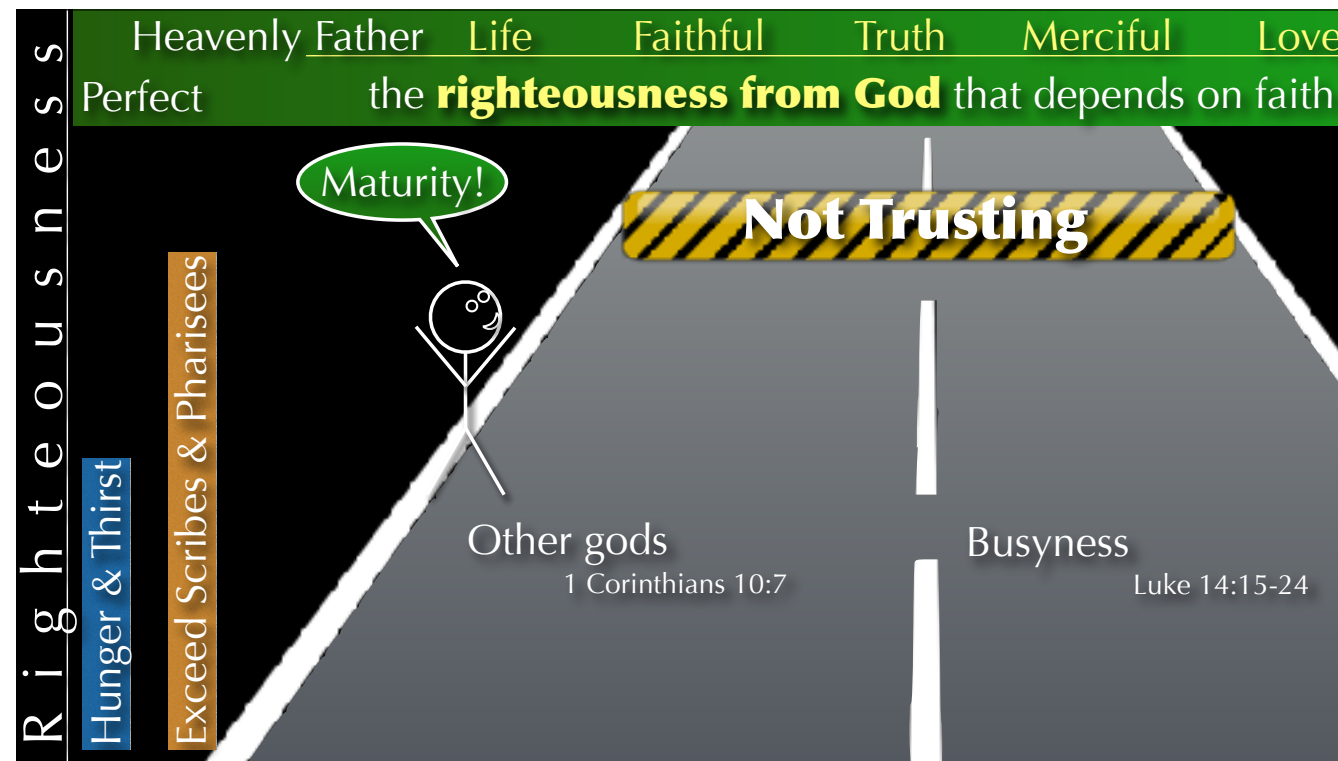 Heavenly Father Life Faithful Truth Merciful Love
Perfect the righteousness from God that depends on faith
Righteousness
Hunger & Thirst
Exceed Scribes & Pharisees
Maturity!
Not Trusting
Other gods
1 Corinthians 10:7
Busyness
Luke 14:15-24